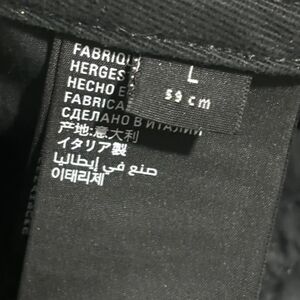 L
59 cm
FABRIQU
HERGES
HECHO E
FABRICA
СДЕЛАНО В ИТАЛИИ
产地:意大利
イタリア製
صنع في إيطاليا
이태리제